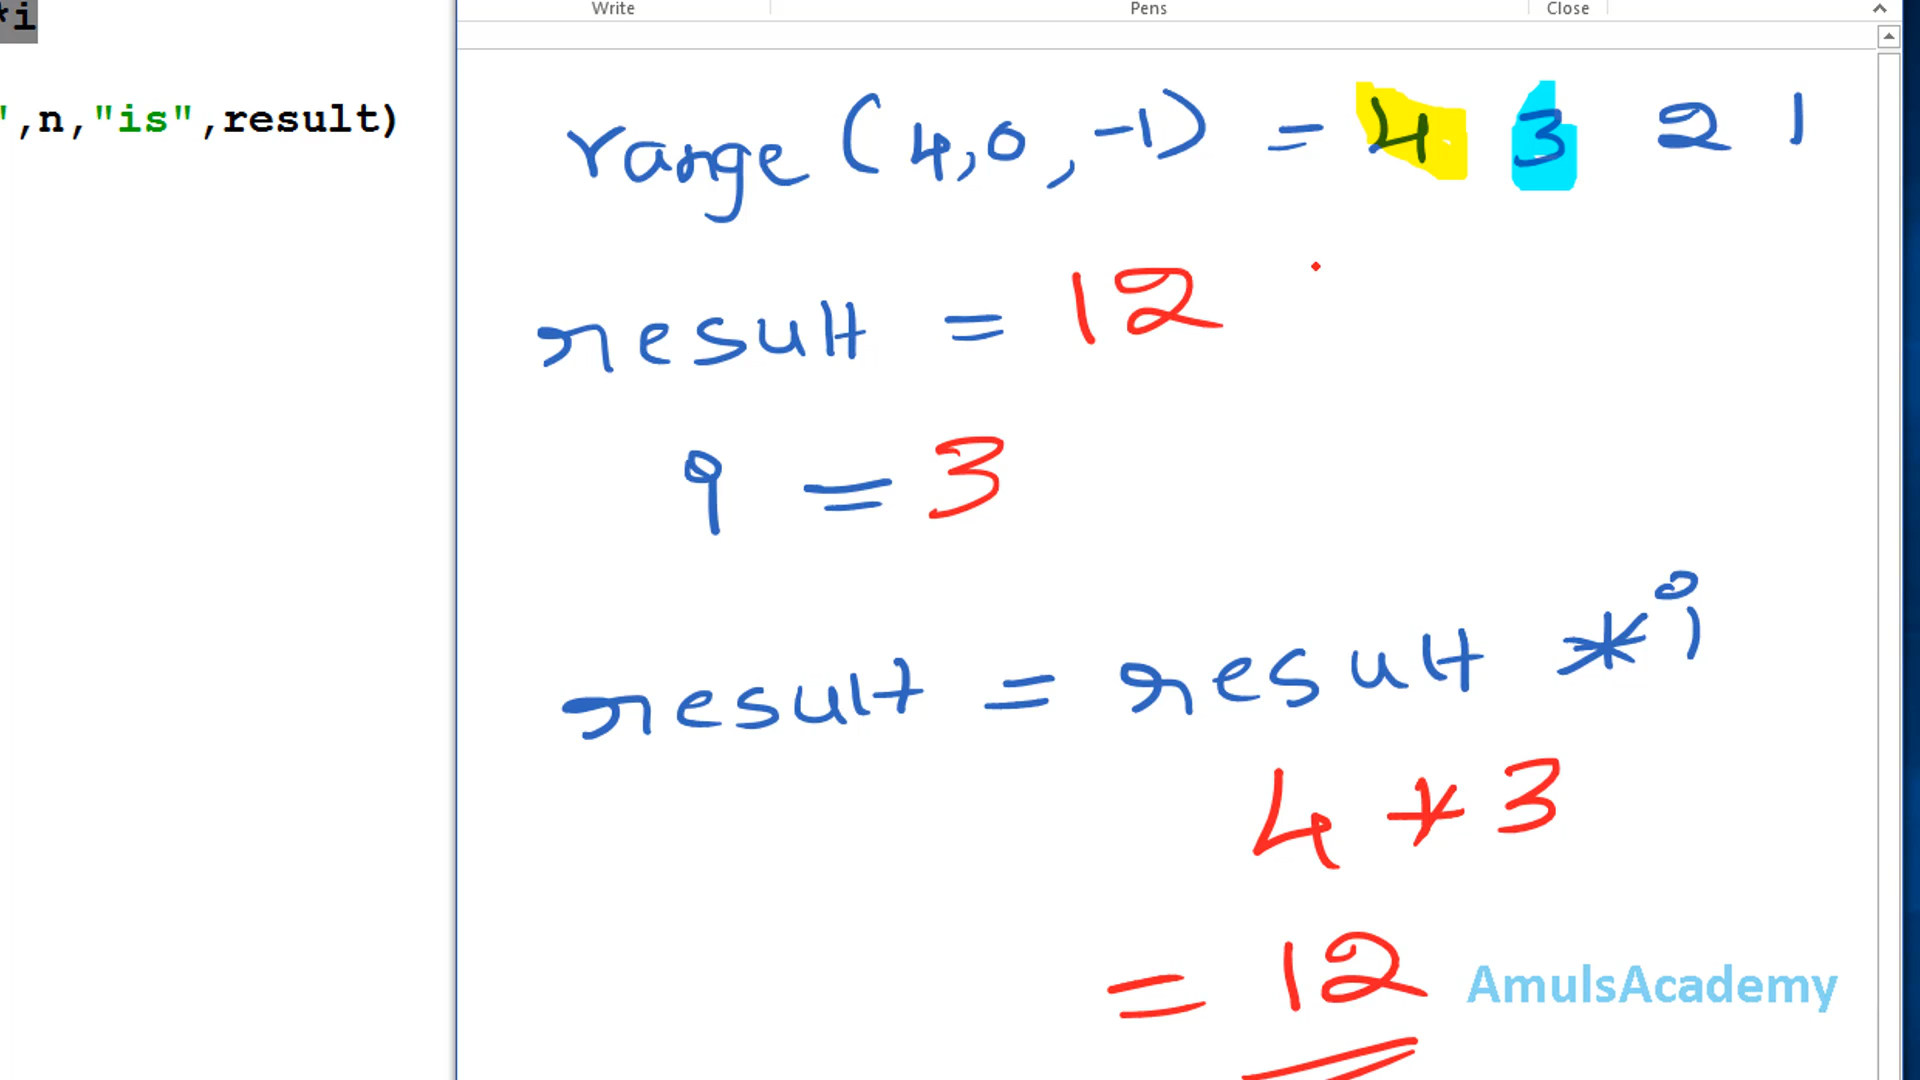 *i
Write Pens Close
",n,"is",result)
range (4,0,-1) = 4 3 2 1
result = 12
i = 3
result = result *i
4 * 3
= 12
AmulsAcademy